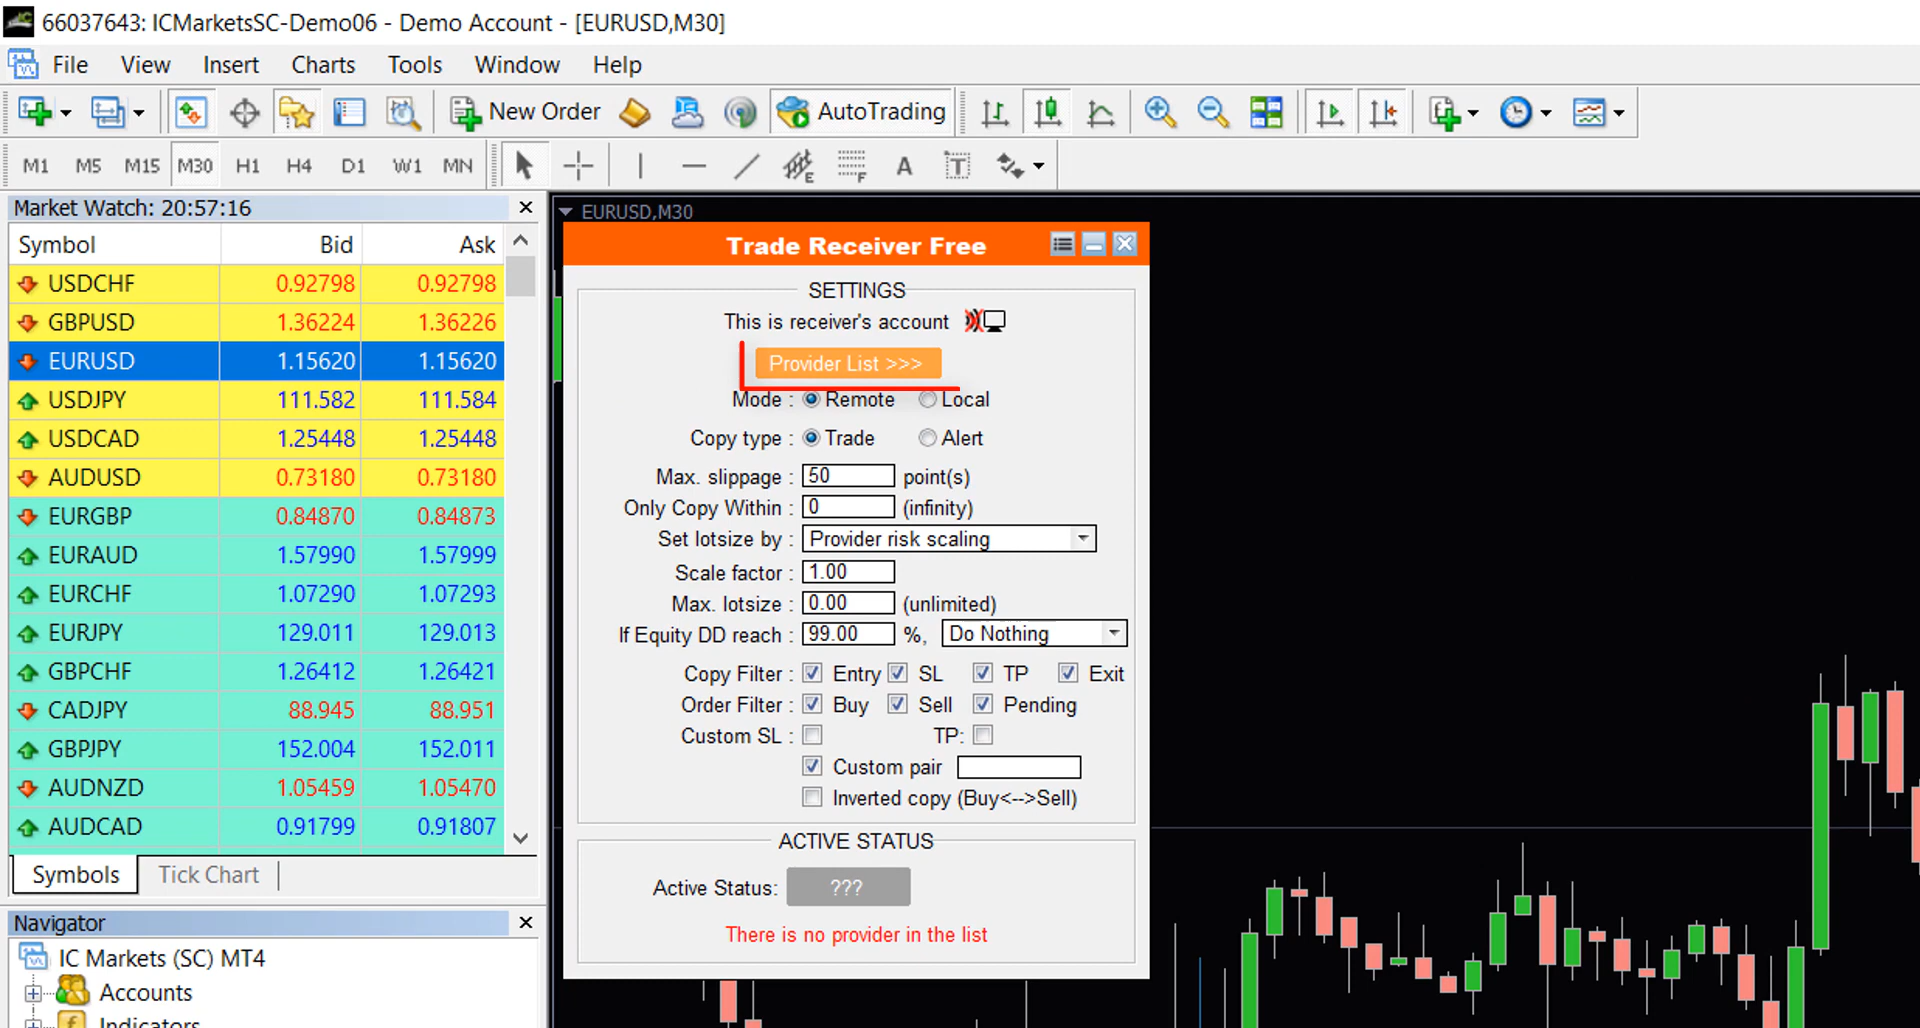 66037643: ICMarketsSC-Demo06 - Demo Account - [EURUSD,M30]
File View Insert Charts Tools Window Help
New Order AutoTrading
M1 M5 M15 M30 H1 H4 D1 W1 MN E F A T
Market Watch: 20:57:16
Symbol Bid Ask
USDCHF 0.92798 0.92798
GBPUSD 1.36224 1.36226
EURUSD 1.15620 1.15620
USDJPY 111.582 111.584
USDCAD 1.25448 1.25448
AUDUSD 0.73180 0.73180
EURGBP 0.84870 0.84873
EURAUD 1.57990 1.57999
EURCHF 1.07290 1.07293
EURJPY 129.011 129.013
GBPCHF 1.26412 1.26421
CADJPY 88.945 88.951
GBPJPY 152.004 152.011
AUDNZD 1.05459 1.05470
AUDCAD 0.91799 0.91807
Symbols Tick Chart
Navigator
IC Markets (SC) MT4
Accounts
Indicators
EURUSD,M30
Trade Receiver Free
SETTINGS
This is receiver's account
Provider List >>>
Mode : Remote Local
Copy type : Trade Alert
Max. slippage : 50 point(s)
Only Copy Within : 0 (infinity)
Set lotsize by : Provider risk scaling
Scale factor : 1.00
Max. lotsize : 0.00 (unlimited)
If Equity DD reach : 99.00 %, Do Nothing
Copy Filter : Entry SL TP Exit
Order Filter : Buy Sell Pending
Custom SL : TP:
Custom pair
Inverted copy (Buy<-->Sell)
ACTIVE STATUS
Active Status: ???
There is no provider in the list